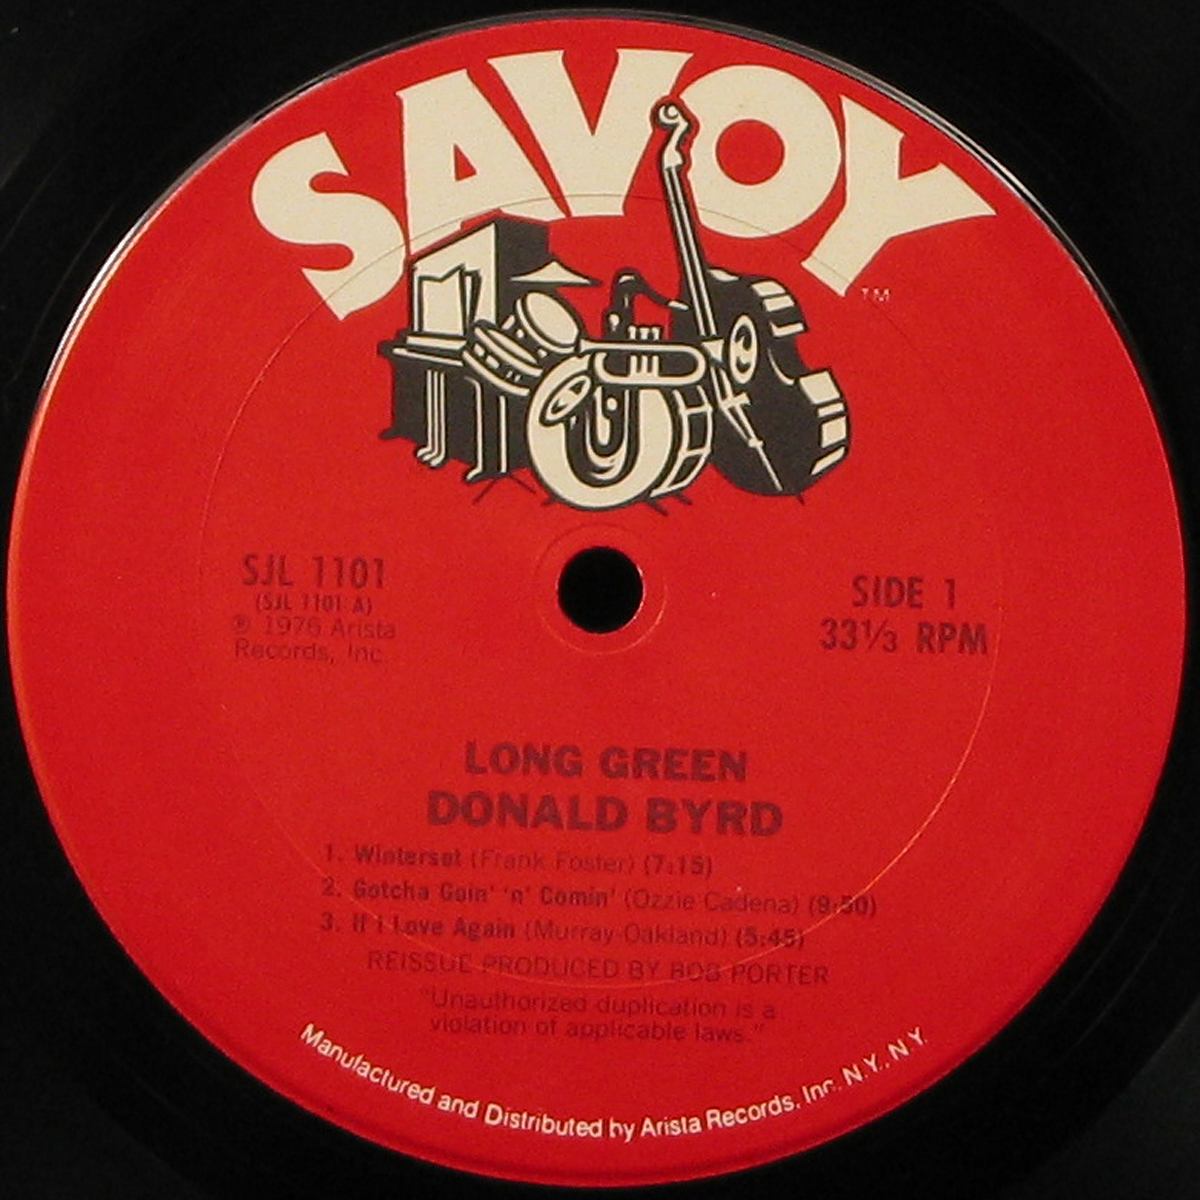 SAVOY
TM
SJL 1101
(SJL 1101 A)
℗ 1976 Arista
Records, Inc.
SIDE 1
33⅓ RPM
LONG GREEN
DONALD BYRD
1. Winterset (Frank Foster) (7:15)
2. Gotcha Goin' 'n' Comin' (Ozzie Cadena) (9:50)
3. If I Love Again (Murray-Oakland) (5:45)
REISSUE PRODUCED BY BOB PORTER
"Unauthorized duplication is a
violation of applicable laws."
Manufactured and Distributed by Arista Records, Inc. N.Y., N.Y.